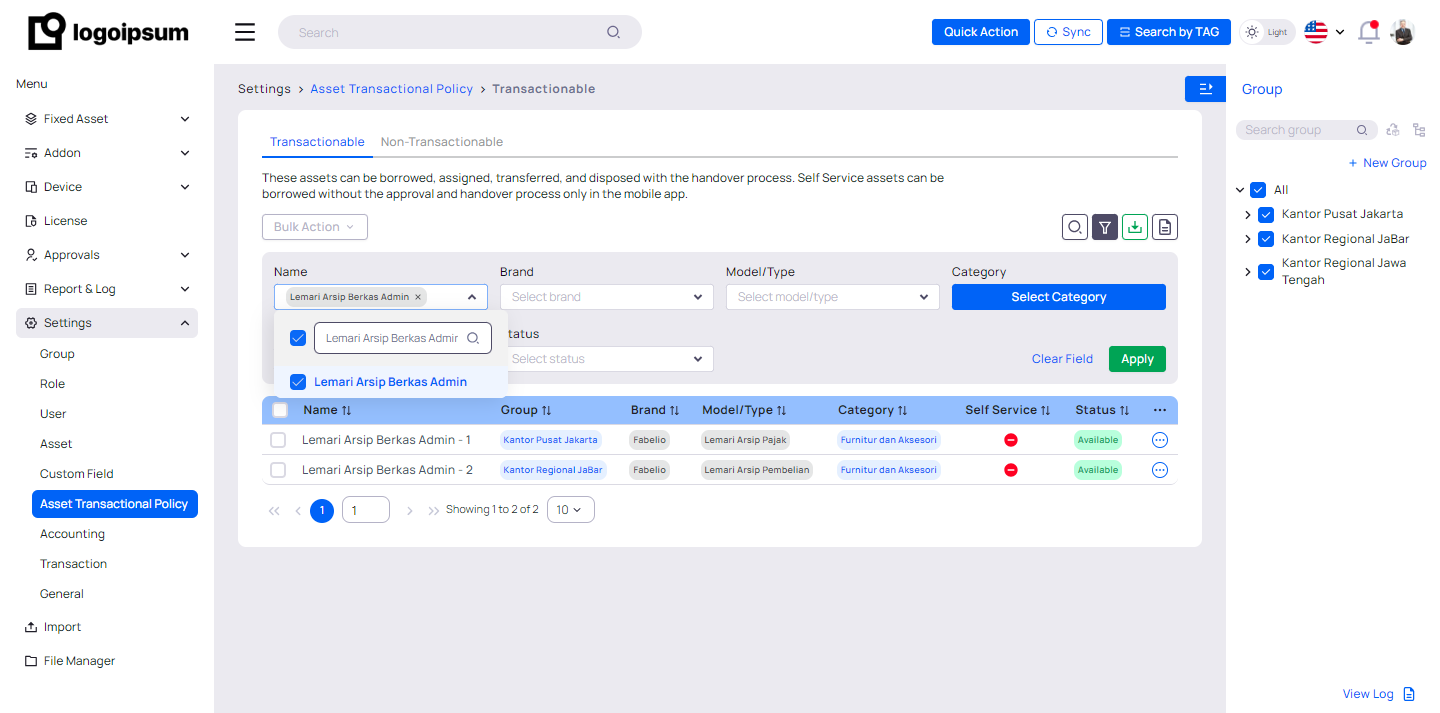 logoipsum
Search
Quick Action
Sync
Search by TAG
Light
Menu
Fixed Asset
Addon
Device
License
Approvals
Report & Log
Settings
Group
Role
User
Asset
Custom Field
Asset Transactional Policy
Accounting
Transaction
General
Import
File Manager
Settings > Asset Transactional Policy > Transactionable
Transactionable Non-Transactionable
These assets can be borrowed, assigned, transferred, and disposed with the handover process. Self Service assets can be
borrowed without the approval and handover process only in the mobile app.
Bulk Action
Name Brand Model/Type Category
Lemari Arsip Berkas Admin × Select brand Select model/type Select Category
Lemari Arsip Berkas Admir
tatus
Select status
Clear Field Apply
Lemari Arsip Berkas Admin
Name Group Brand Model/Type Category Self Service Status ...
Lemari Arsip Berkas Admin - 1 Kantor Pusat Jakarta Fabelio Lemari Arsip Pajak Furnitur dan Aksesori Available
Lemari Arsip Berkas Admin - 2 Kantor Regional JaBar Fabelio Lemari Arsip Pembelian Furnitur dan Aksesori Available
1 1 Showing 1 to 2 of 2 10
Group
Search group
+ New Group
All
Kantor Pusat Jakarta
Kantor Regional JaBar
Kantor Regional Jawa
Tengah
View Log